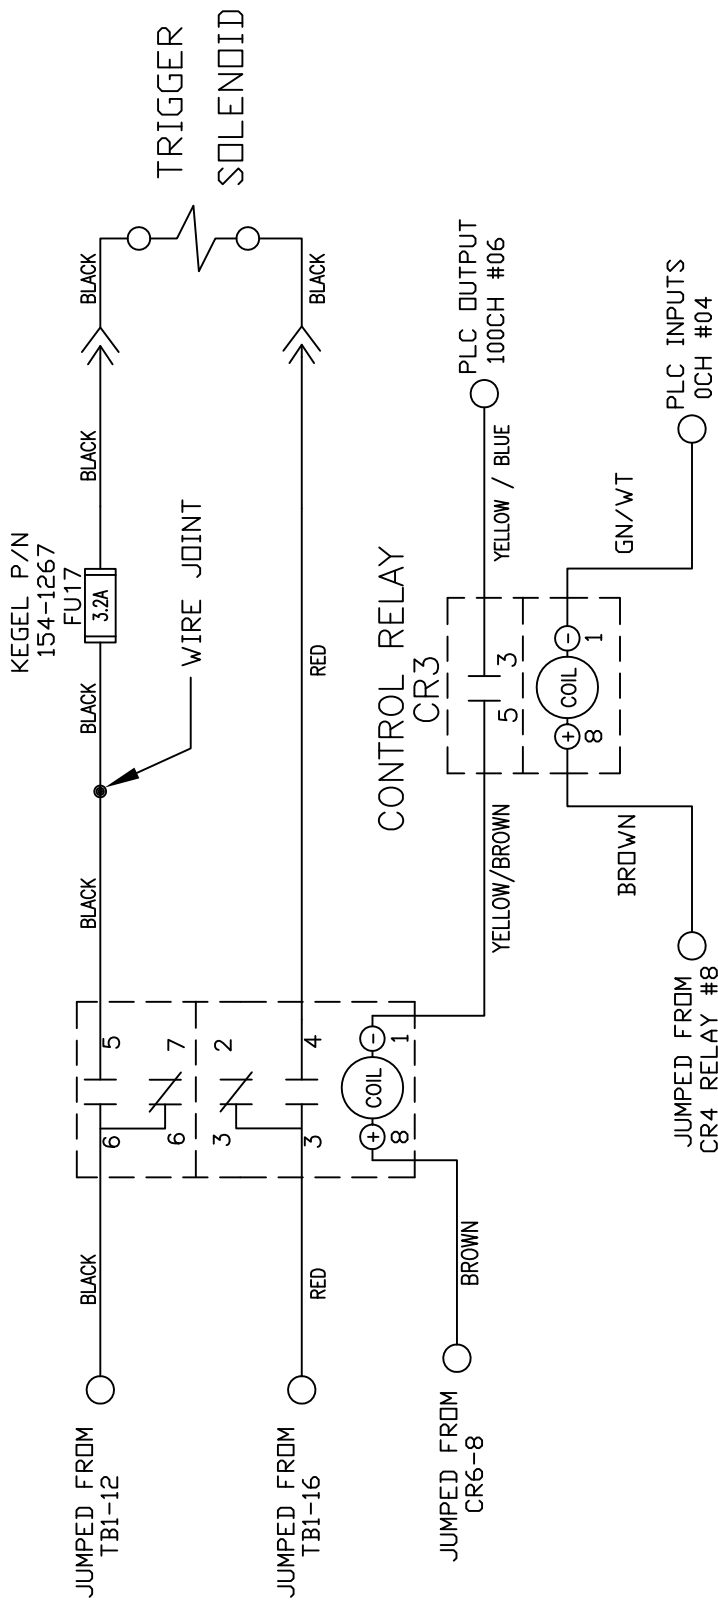 JUMPED FROM
TB1-12
BLACK
6
5
6
7
BLACK
WIRE JOINT
BLACK
KEGEL P/N
154-1267
FU17
3.2A
BLACK
BLACK
TRIGGER
SOLENOID
JUMPED FROM
TB1-16
RED
3
2
3
4
RED
BLACK
JUMPED FROM
CR6-8
BROWN
+
8
COIL
-
1
YELLOW/BROWN
CONTROL RELAY
CR3
5
3
YELLOW / BLUE
PLC OUTPUT
100CH #06
JUMPED FROM
CR4 RELAY #8
BROWN
+
8
COIL
-
1
GN/WT
PLC INPUTS
0CH #04